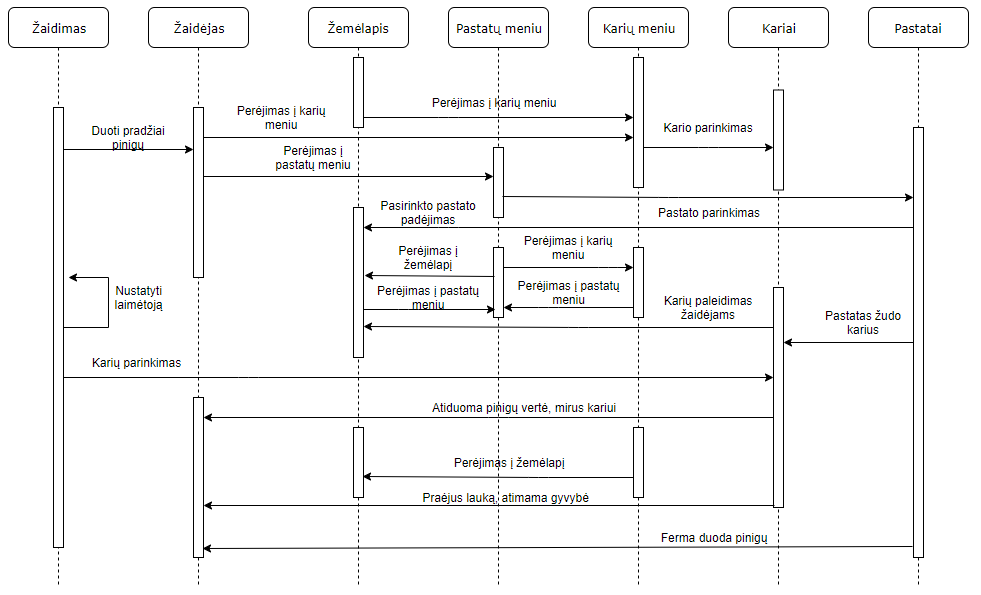 Žaidimas
Žaidėjas
Žemėlapis
Pastatų meniu
Karių meniu
Kariai
Pastatai
Perėjimas į karių meniu
Perėjimas į karių
meniu
Duoti pradžiai
pinigų
Kario parinkimas
Perėjimas į
pastatų meniu
Pasirinkto pastato
padėjimas
Pastato parinkimas
Perėjimas į
žemėlapį
Perėjimas į karių
meniu
Nustatyti
laimėtoją
Perėjimas į pastatų
meniu
Perėjimas į pastatų
meniu
Karių paleidimas
žaidėjams
Pastatas žudo
karius
Karių parinkimas
Atiduoma pinigų vertė, mirus kariui
Perėjimas į žemėlapį
Praėjus lauką, atimama gyvybė
Ferma duoda pinigų